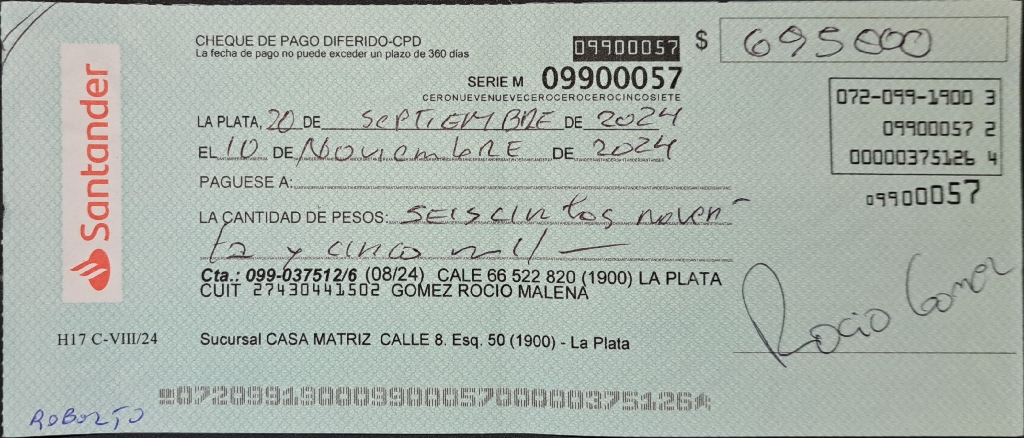 CHEQUE DE PAGO DIFERIDO-CPD
La fecha de pago no puede exceder un plazo de 360 días
09900057 $ 695000
SERIE M 09900057
CERONUEVENUEVECEROCEROCEROCINCOSIETE
072-099-1900 3
09900057 2
00000375126 4
09900057
LA PLATA, 20 DE SEPTIEMBRE DE 2024
EL 10 DE NOVIEMBRE DE 2024
PAGUESE A:
LA CANTIDAD DE PESOS: SEISCINtos noven
ta y cinco mil
Cta.: 099-037512/6 (08/24) CALE 66 522 820 (1900) LA PLATA
CUIT 27430441502 GOMEZ ROCIO MALENA
Rocio Gomez
Santander
H17 C-VIII/24
Sucursal CASA MATRIZ CALLE 8. Esq. 50 (1900) - La Plata
07209919000990005700000375126
ROBERTO